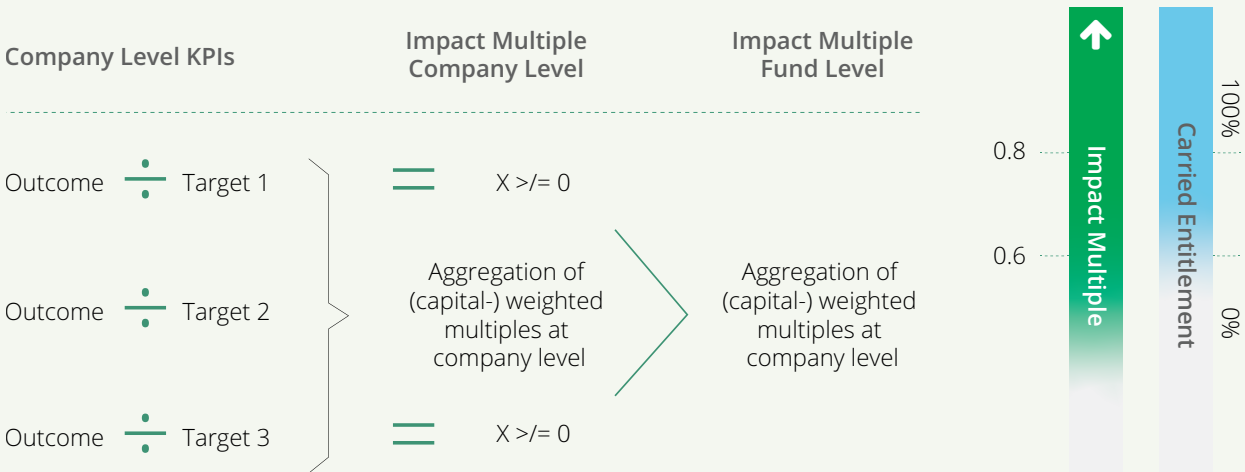 Company Level KPIs
Impact Multiple
Company Level
Impact Multiple
Fund Level
Outcome ÷ Target 1
= X >/= 0
Outcome ÷ Target 2
Aggregation of
(capital-) weighted
multiples at
company level
Aggregation of
(capital-) weighted
multiples at
company level
Outcome ÷ Target 3
= X >/= 0
0.8
0.6
Impact Multiple
Carried Entitlement
100%
0%